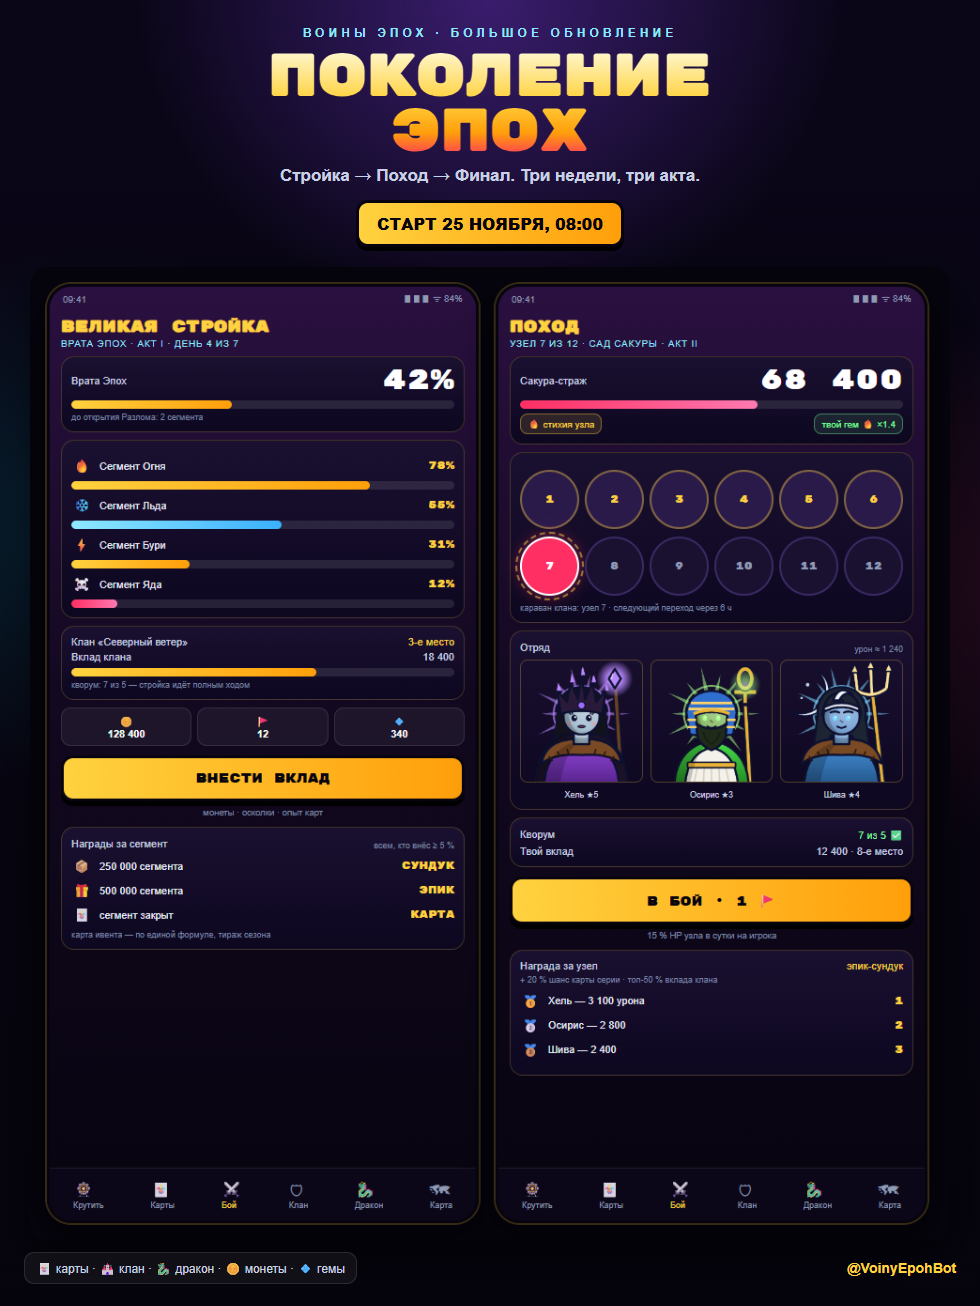 ВОИНЫ ЭПОХ · БОЛЬШОЕ ОБНОВЛЕНИЕ
ПОКОЛЕНИЕ
ЭПОХ
Стройка → Поход → Финал. Три недели, три акта.
СТАРТ 25 НОЯБРЯ, 08:00
09:41
84%
ВЕЛИКАЯ СТРОЙКА
ВРАТА ЭПОХ · АКТ I · ДЕНЬ 4 ИЗ 7
Врата Эпох 42%
до открытия Разлома: 2 сегмента
Сегмент Огня 78%
Сегмент Льда 55%
Сегмент Бури 31%
Сегмент Яда 12%
Клан «Северный ветер» 3-е место
Вклад клана 18 400
кворум: 7 из 5 — стройка идёт полным ходом
128 400
12
340
ВНЕСТИ ВКЛАД
монеты · осколки · опыт карт
Награды за сегмент всем, кто внёс ≥ 5 %
250 000 сегмента СУНДУК
500 000 сегмента ЭПИК
сегмент закрыт КАРТА
карта ивента — по единой формуле, тираж сезона
Крутить
Карты
Бой
Клан
Дракон
Карта
09:41
84%
ПОХОД
УЗЕЛ 7 ИЗ 12 · САД САКУРЫ · АКТ II
Сакура-страж 68 400
стихия узла
твой гем ×1.4
1 2 3 4 5 6
7 8 9 10 11 12
караван клана: узел 7 · следующий переход через 6 ч
Отряд урон ≈ 1 240
Хель ★5
Осирис ★3
Шива ★4
Кворум 7 из 5 ✅
Твой вклад 12 400 · 8-е место
В БОЙ · 1
15 % HP узла в сутки на игрока
Награда за узел эпик-сундук
+ 20 % шанс карты серии · топ-50 % вклада клана
Хель — 3 100 урона 1
Осирис — 2 800 2
Шива — 2 400 3
Крутить
Карты
Бой
Клан
Дракон
Карта
карты · клан · дракон · монеты · гемы
@VoinyEpohBot